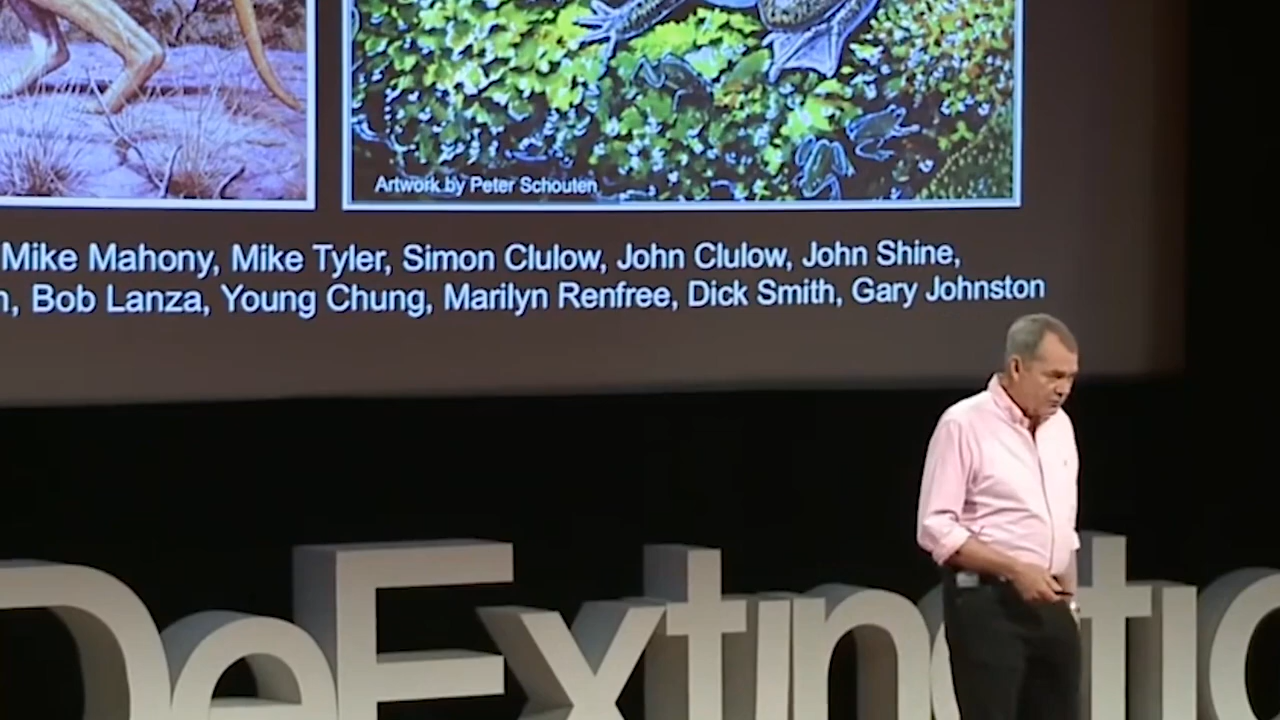 Artwork by Peter Schouten
Mike Mahony, Mike Tyler, Simon Clulow, John Clulow, John Shine,
Bob Lanza, Young Chung, Marilyn Renfree, Dick Smith, Gary Johnston
DeExtinctio